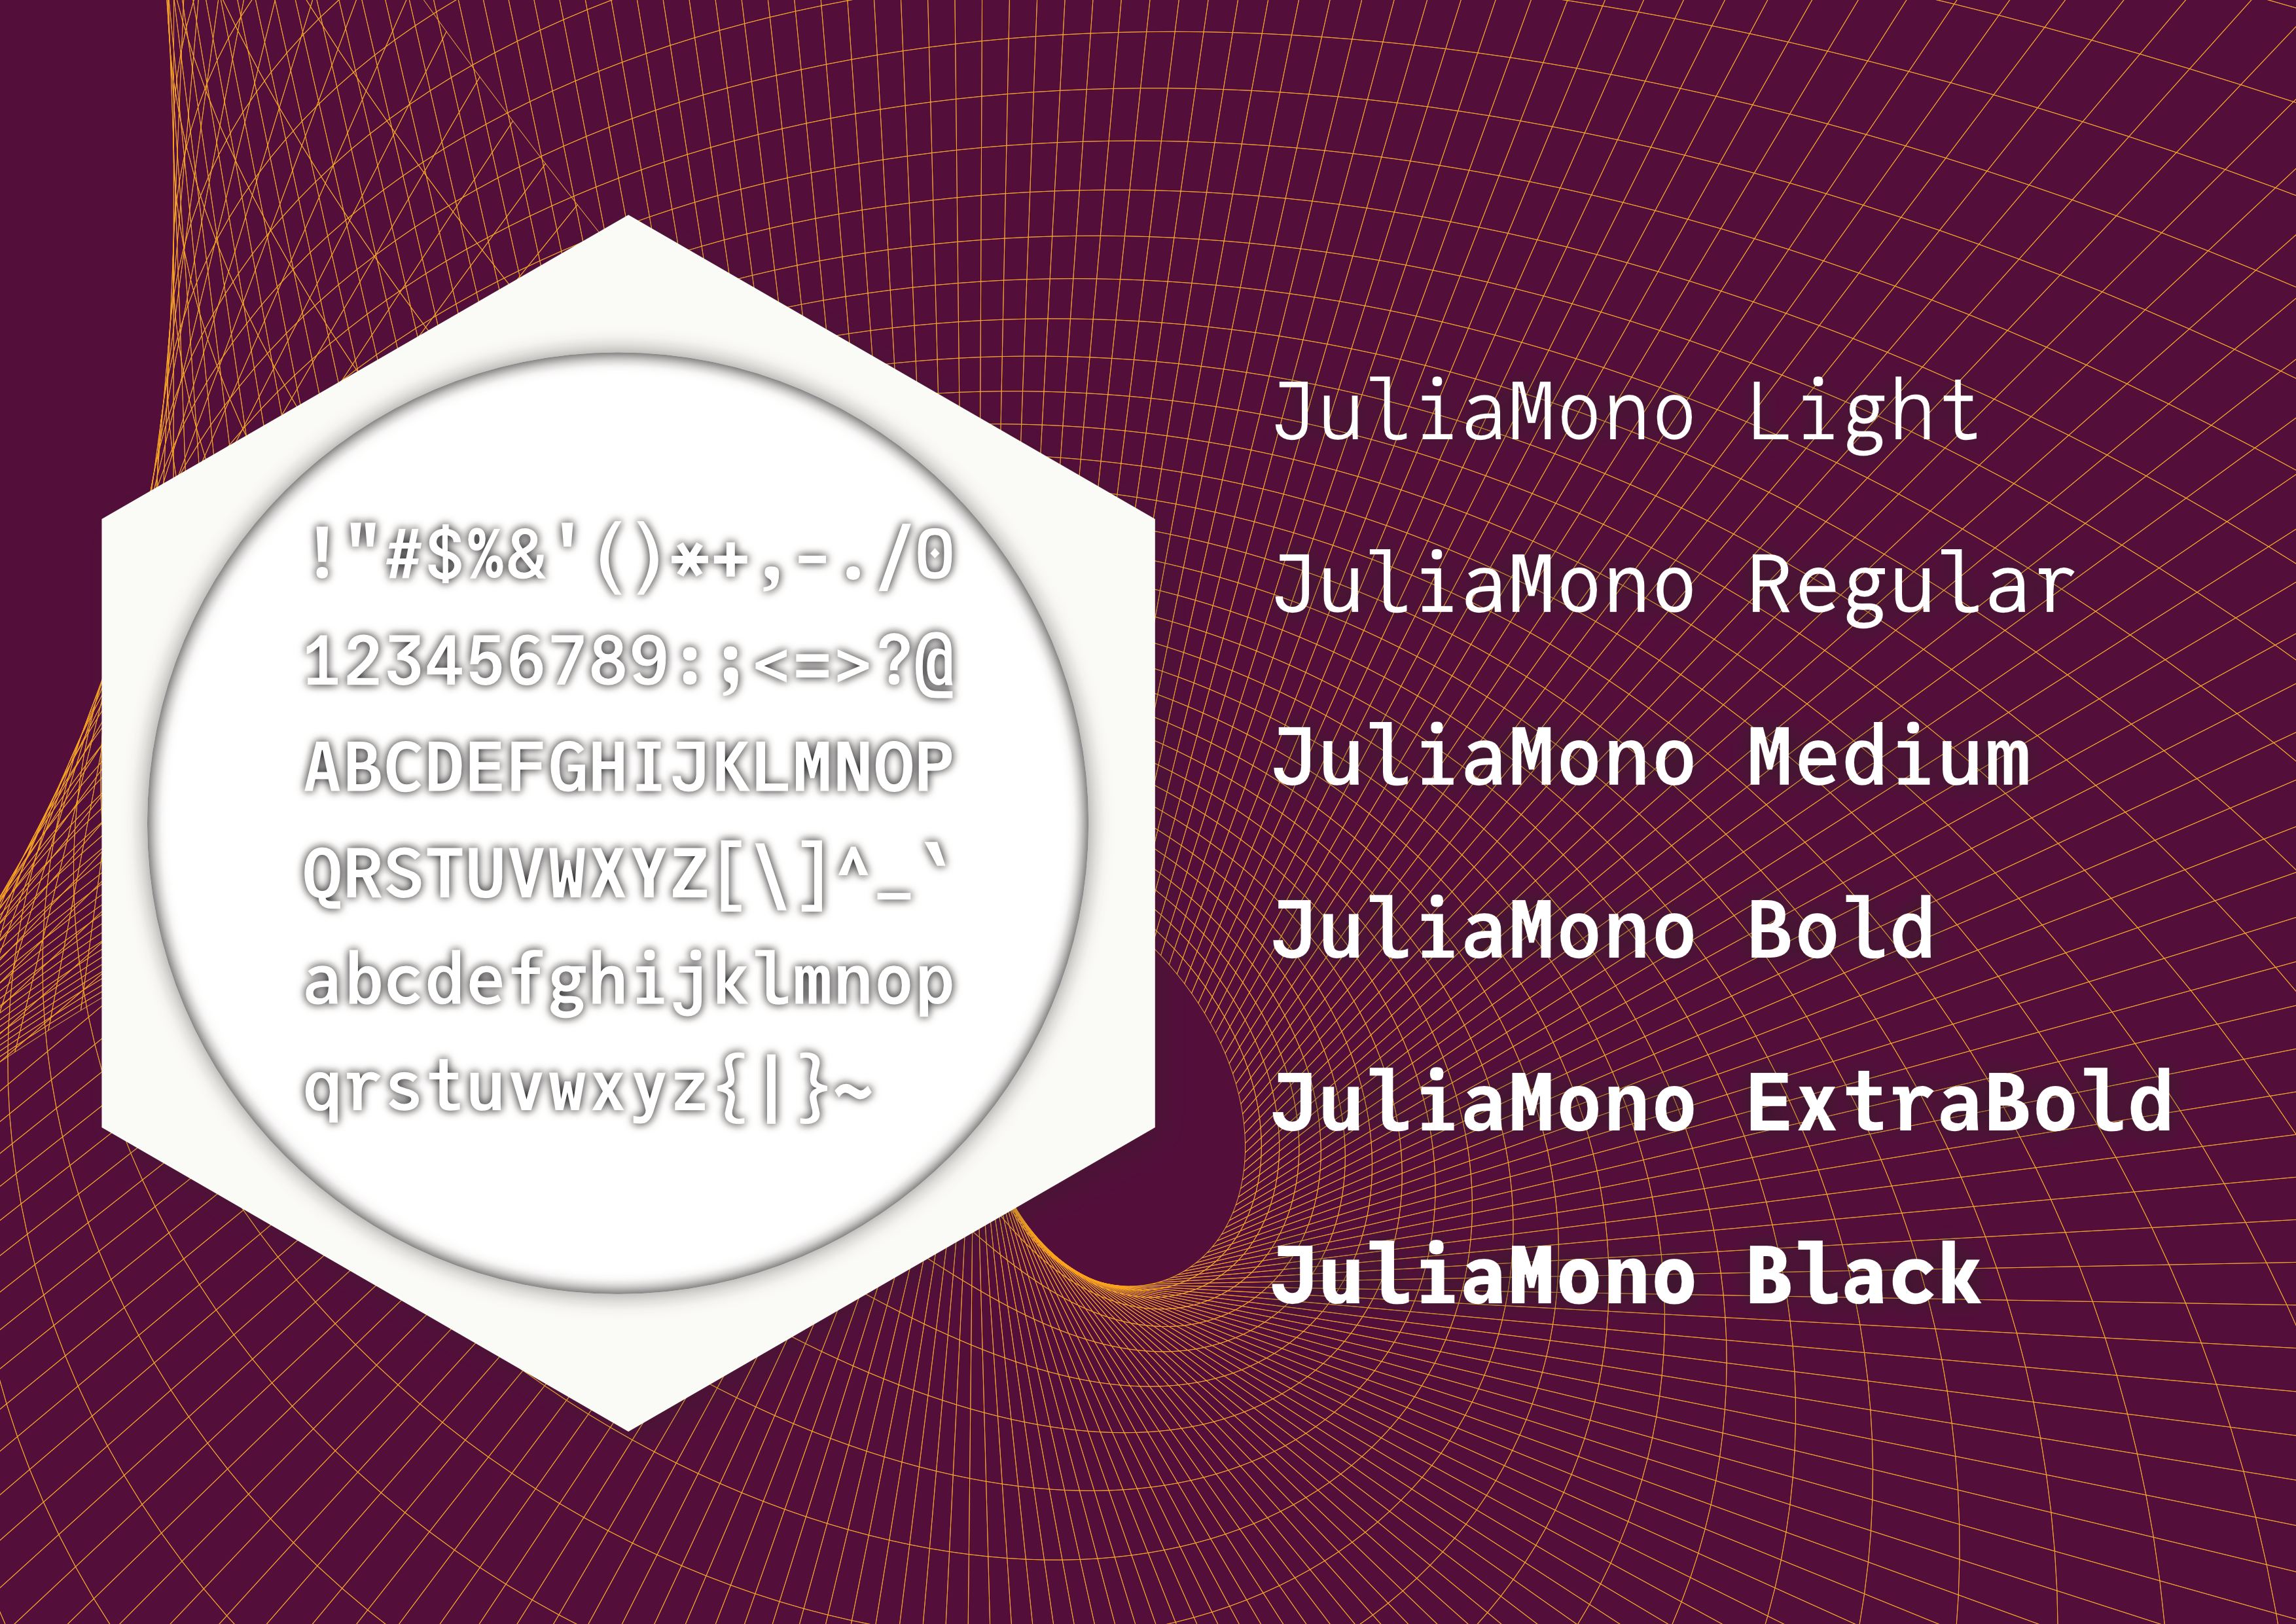 !"#$%&'()*+,-./0
123456789:;<=>?@
ABCDEFGHIJKLMNOP
QRSTUVWXYZ[\]^_`
abcdefghijklmnop
qrstuvwxyz{|}~
JuliaMono Light
JuliaMono Regular
JuliaMono Medium
JuliaMono Bold
JuliaMono ExtraBold
JuliaMono Black